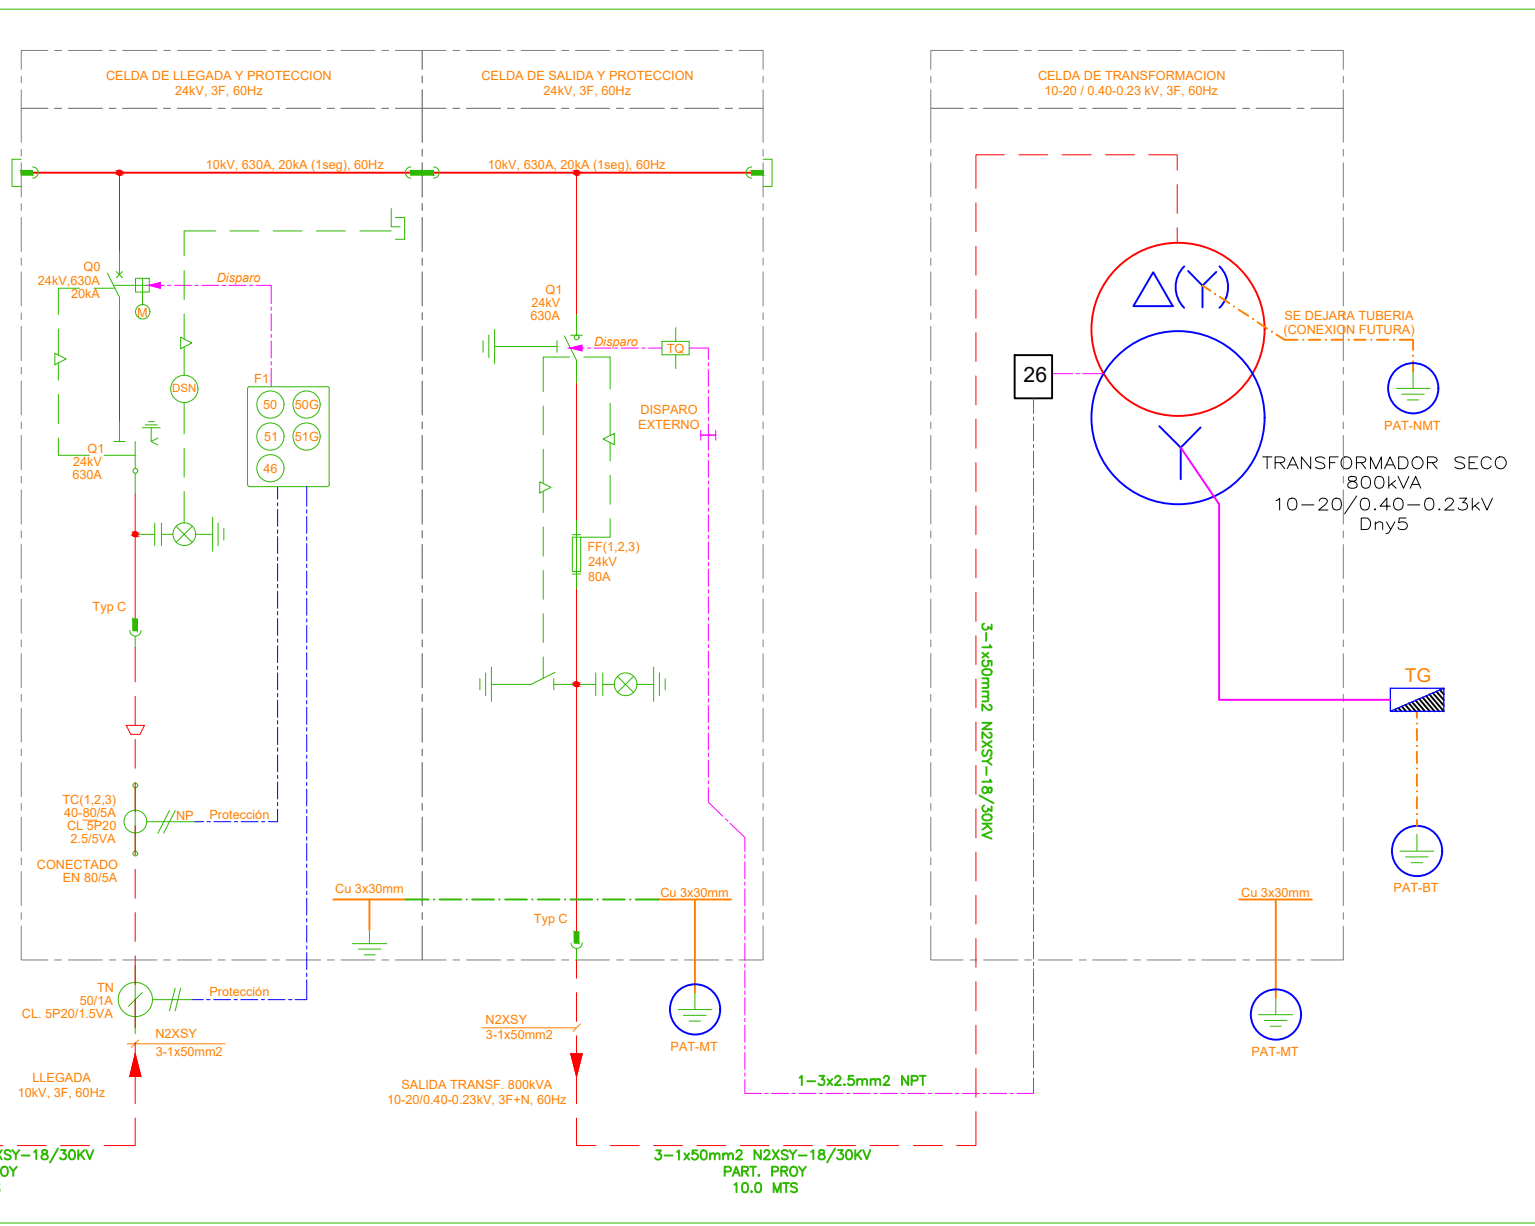 CELDA DE LLEGADA Y PROTECCION
24kV, 3F, 60Hz
CELDA DE SALIDA Y PROTECCION
24kV, 3F, 60Hz
CELDA DE TRANSFORMACION
10-20 / 0.40-0.23 kV, 3F, 60Hz
10kV, 630A, 20kA (1seg), 60Hz
10kV, 630A, 20kA (1seg), 60Hz
Q0
24kV,630A
20kA
M
Disparo
DSN
F1
50
50G
51
51G
46
Q1
24kV
630A
Typ C
TC(1,2,3)
40-80/5A
CL 5P20
2.5/5VA
NP
Protección
CONECTADO
EN 80/5A
Cu 3x30mm
TN
50/1A
CL. 5P20/1.5VA
Protección
N2XSY
3-1x50mm2
LLEGADA
10kV, 3F, 60Hz
XSY-18/30KV
OY
Q1
24kV
630A
Disparo
TQ
DISPARO
EXTERNO
FF(1,2,3)
24kV
80A
Cu 3x30mm
Typ C
N2XSY
3-1x50mm2
PAT-MT
SALIDA TRANSF. 800kVA
10-20/0.40-0.23kV, 3F+N, 60Hz
3-1x50mm2 N2XSY-18/30KV
PART. PROY
10.0 MTS
1-3x2.5mm2 NPT
3-1x50mm2 N2XSY-18/30KV
26
SE DEJARA TUBERIA
(CONEXION FUTURA)
PAT-NMT
TRANSFORMADOR SECO
800kVA
10-20/0.40-0.23kV
Dny5
TG
PAT-BT
Cu 3x30mm
PAT-MT